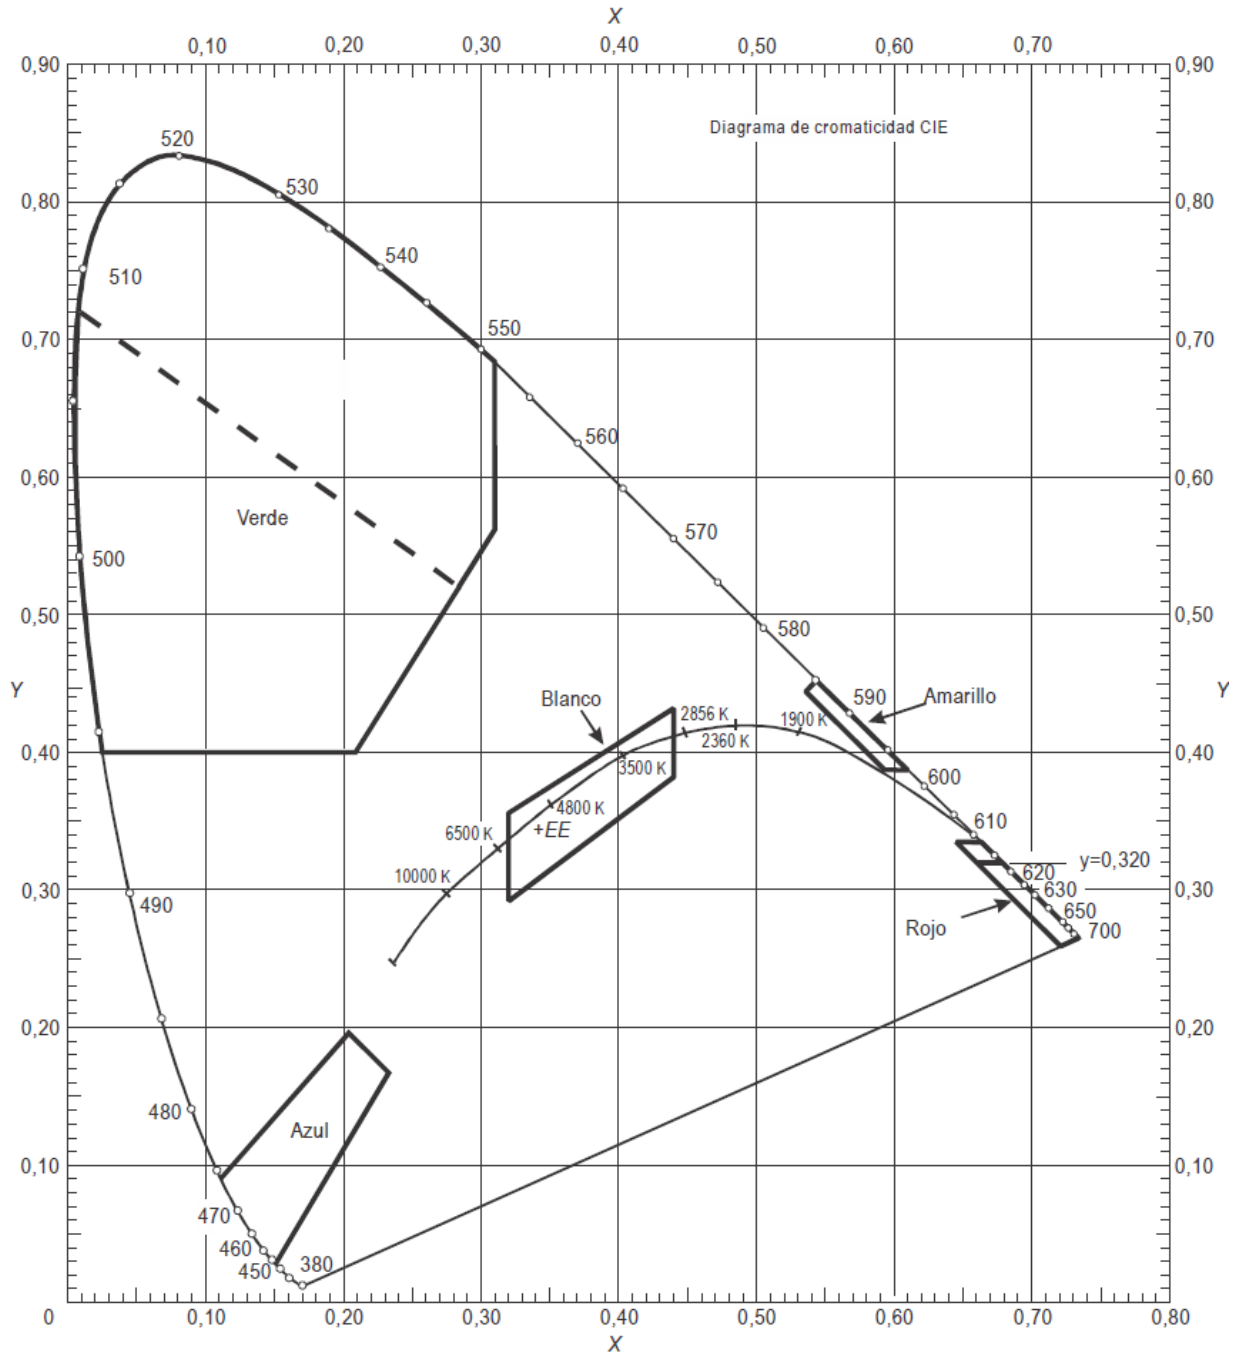 X
0,10 0,20 0,30 0,40 0,50 0,60 0,70
0,90 0,90
Diagrama de cromaticidad CIE
520
530
0,80 0,80
540
510
550
0,70 0,70
560
0,60 0,60
Verde
570
500
0,50 0,50
580
Y Y
Blanco
590
Amarillo
2856 K
1900 K
2360 K
0,40 0,40
3500 K
600
4800 K
610
6500 K
+EE
y=0,320
10000 K
620
0,30 0,30
630
490
650
Rojo
700
0,20 0,20
480
Azul
0,10 0,10
470
460
450
380
0 0,10 0,20 0,30 0,40 0,50 0,60 0,70 0,80
X